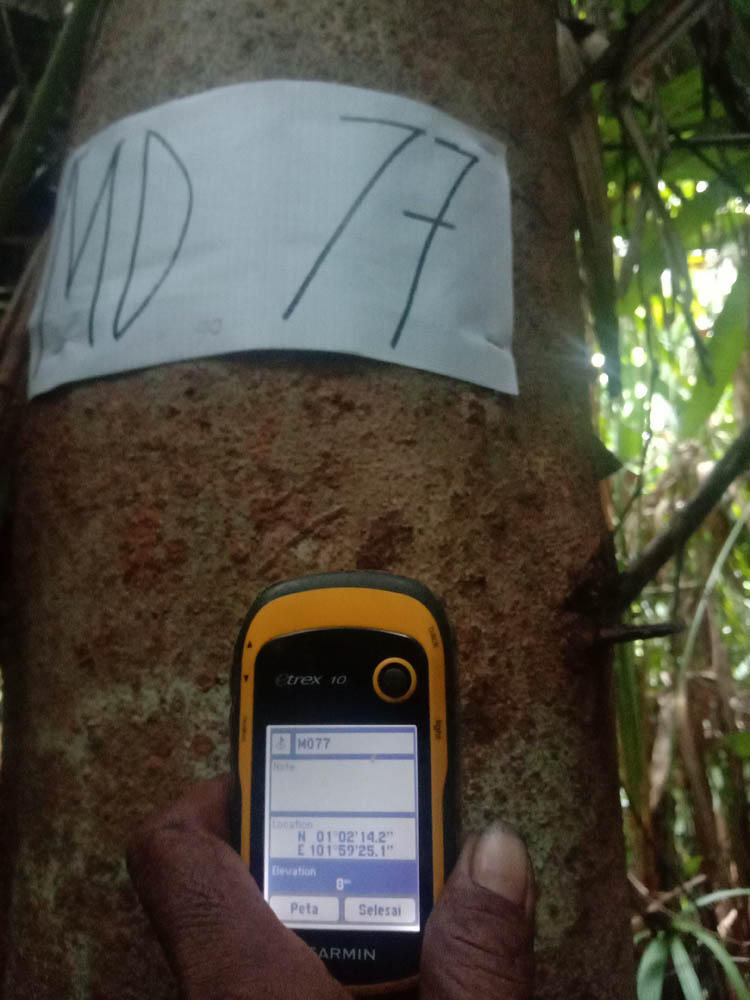 MD 77
etrex 10
M077
Note
Location
N 01°02'14.2"
E 101°59'25.1"
Elevation
8m
Peta Selesai
GARMIN